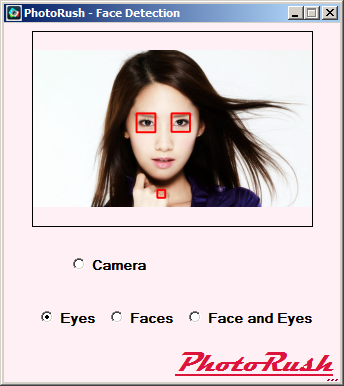 PhotoRush - Face Detection
Camera
Eyes Faces Face and Eyes
PhotoRush
...